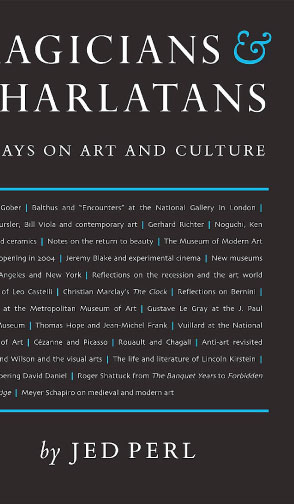 AGICIANS &
HARLATANS
AYS ON ART AND CULTURE
Gober | Balthus and "Encounters" at the National Gallery in London |
ursler, Bill Viola and contemporary art | Gerhard Richter | Noguchi, Ken
d ceramics | Notes on the return to beauty | The Museum of Modern Art
opening in 2004 | Jeremy Blake and experimental cinema | New museums
Angeles and New York | Reflections on the recession and the art world
of Leo Castelli | Christian Marclay's The Clock | Reflections on Bernini |
at the Metropolitan Museum of Art | Gustave Le Gray at the J. Paul
Museum | Thomas Hope and Jean-Michel Frank | Vuillard at the National
of Art | Cézanne and Picasso | Rouault and Chagall | Anti-art revisited
nd Wilson and the visual arts | The life and literature of Lincoln Kirstein |
bering David Daniel | Roger Shattuck from The Banquet Years to Forbidden
dge | Meyer Schapiro on medieval and modern art
by JED PERL